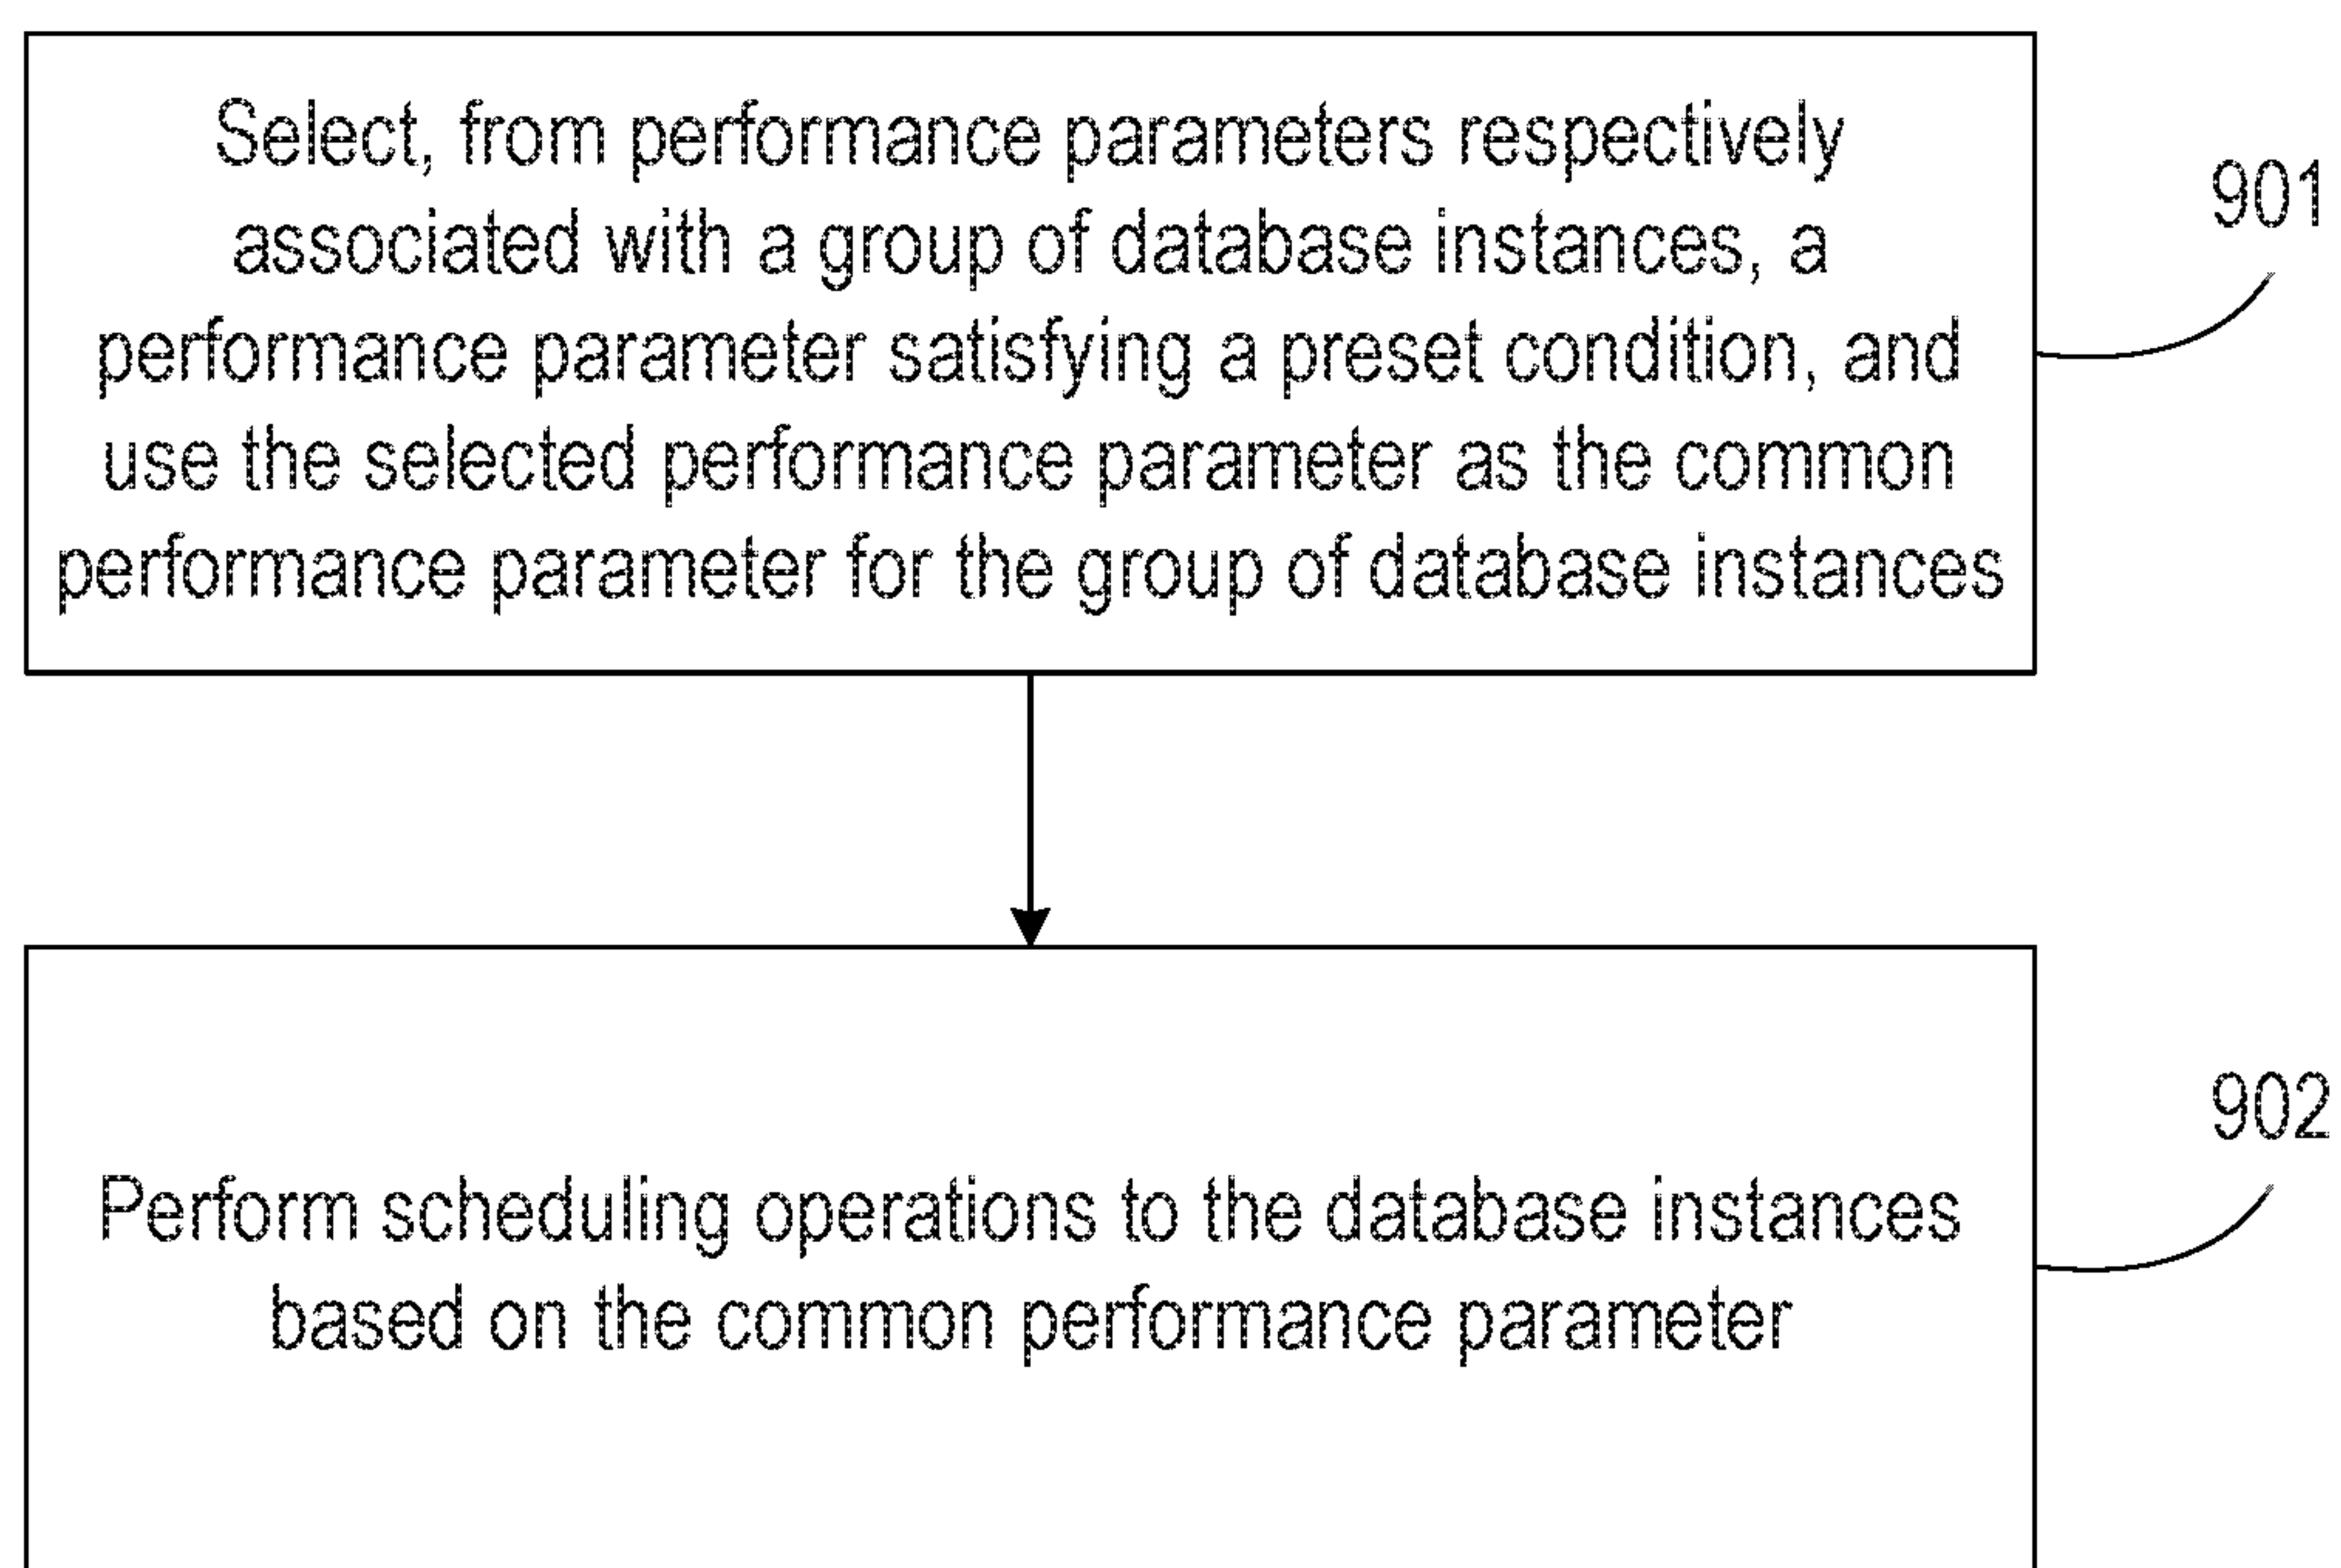 Select, from performance parameters respectively
associated with a group of database instances, a
performance parameter satisfying a preset condition, and
use the selected performance parameter as the common
performance parameter for the group of database instances
901
Perform scheduling operations to the database instances
based on the common performance parameter
902